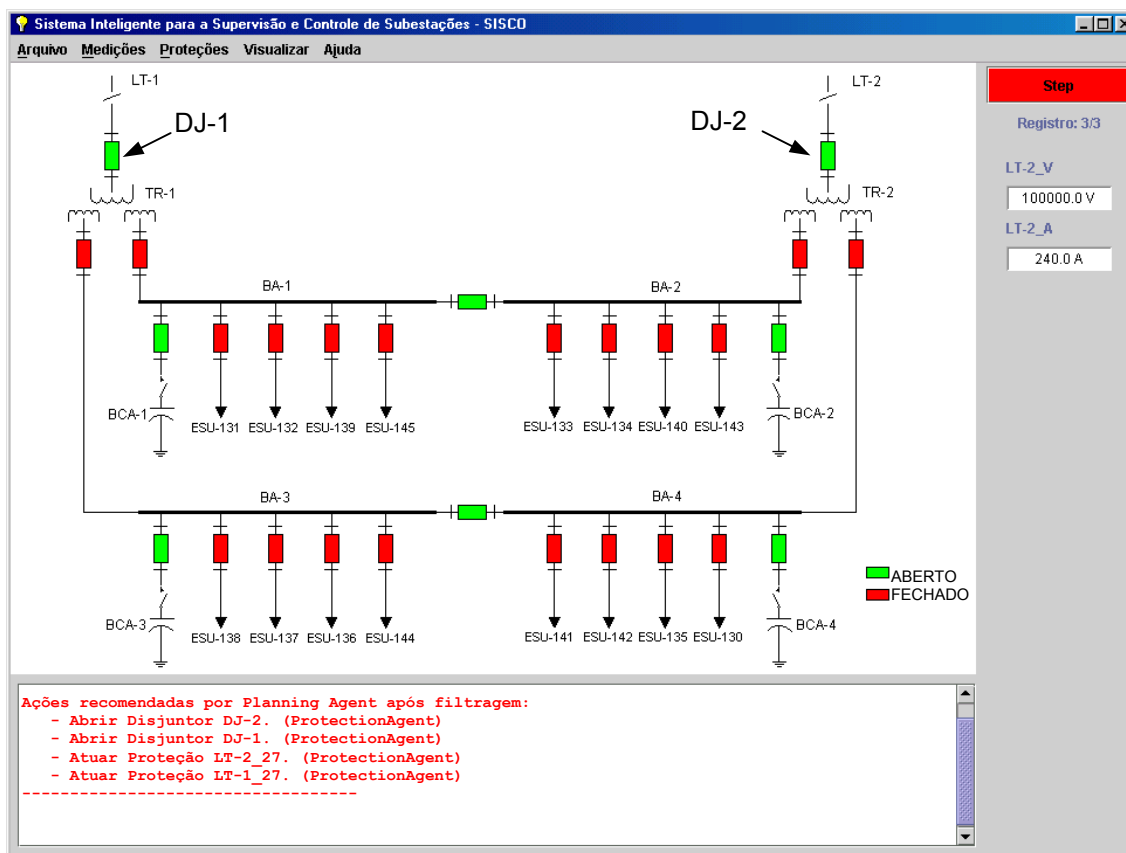 Sistema Inteligente para a Supervisão e Controle de Subestações - SISCO
Arquivo Medições Proteções Visualizar Ajuda
LT-1
LT-2
DJ-1
DJ-2
TR-1
TR-2
BA-1
BA-2
BCA-1
ESU-131 ESU-132 ESU-139 ESU-145
ESU-133 ESU-134 ESU-140 ESU-143
BCA-2
BA-3
BA-4
BCA-3
ESU-138 ESU-137 ESU-136 ESU-144
ESU-141 ESU-142 ESU-135 ESU-130
BCA-4
ABERTO
FECHADO
Step
Registro: 3/3
LT-2_V
100000.0 V
LT-2_A
240.0 A
Ações recomendadas por Planning Agent após filtragem:
- Abrir Disjuntor DJ-2. (ProtectionAgent)
- Abrir Disjuntor DJ-1. (ProtectionAgent)
- Atuar Proteção LT-2_27. (ProtectionAgent)
- Atuar Proteção LT-1_27. (ProtectionAgent)
-----------------------------------